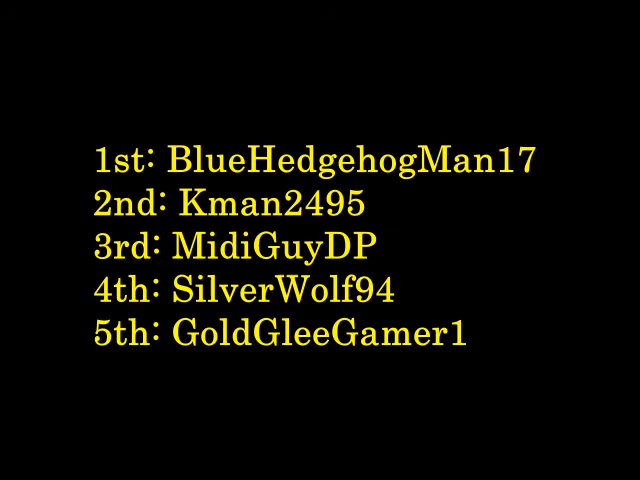 1st: BlueHedgehogMan17
2nd: Kman2495
3rd: MidiGuyDP
4th: SilverWolf94
5th: GoldGleeGamer1